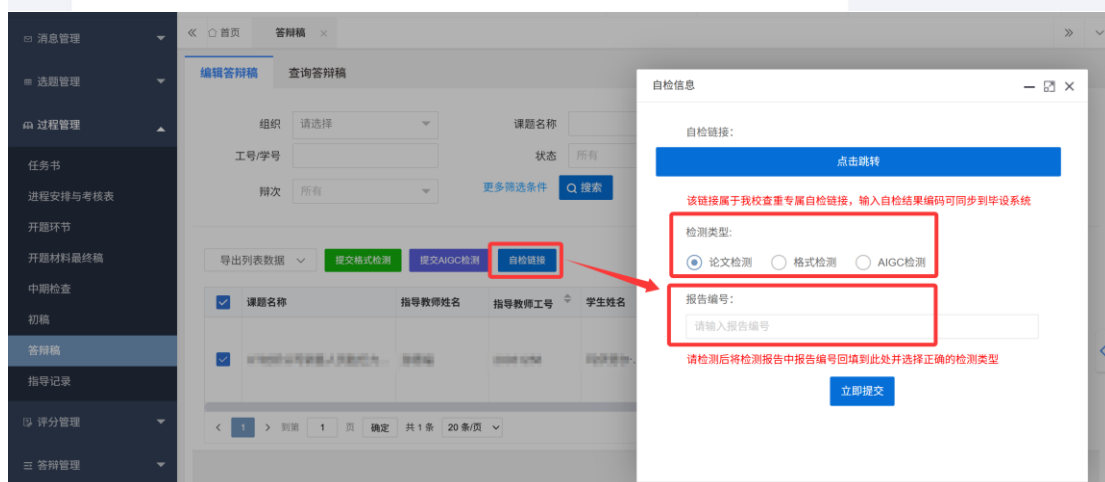 消息管理
选题管理
过程管理
任务书
进程安排与考核表
开题环节
开题材料最终稿
中期检查
初稿
答辩稿
指导记录
评分管理
答辩管理
首页 答辩稿
编辑答辩稿 查询答辩稿
组织 请选择 课题名称
工号/学号 状态 所有
辩次 所有 更多筛选条件 搜索
导出列表数据 提交格式检测 提交AIGC检测 自检链接
课题名称 指导教师姓名 指导教师工号 学生姓名
1 到第 1 页 确定 共1条 20条/页
自检信息
自检链接:
点击跳转
该链接属于我校查重专属自检链接，输入自检结果编码可同步到毕设系统
检测类型:
论文检测 格式检测 AIGC检测
报告编号:
请输入报告编号
请检测后将检测报告中报告编号回填到此处并选择正确的检测类型
立即提交